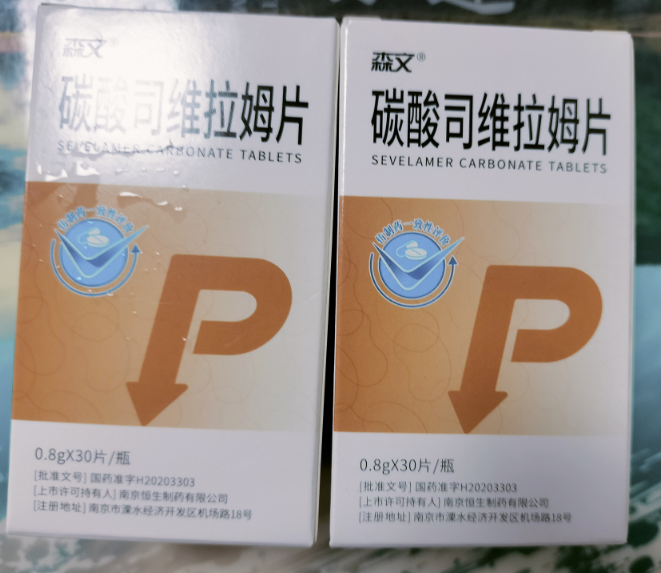 森文®
碳酸司维拉姆片
SEVELAMER CARBONATE TABLETS
仿制药一致性评价
0.8gX30片/瓶
[批准文号] 国药准字H20203303
[上市许可持有人] 南京恒生制药有限公司
[注册地址] 南京市溧水经济开发区机场路18号
森文®
碳酸司维拉姆片
SEVELAMER CARBONATE TABLETS
仿制药一致性评价
0.8gX30片/瓶
[批准文号] 国药准字H20203303
[上市许可持有人] 南京恒生制药有限公司
[注册地址] 南京市溧水经济开发区机场路18号